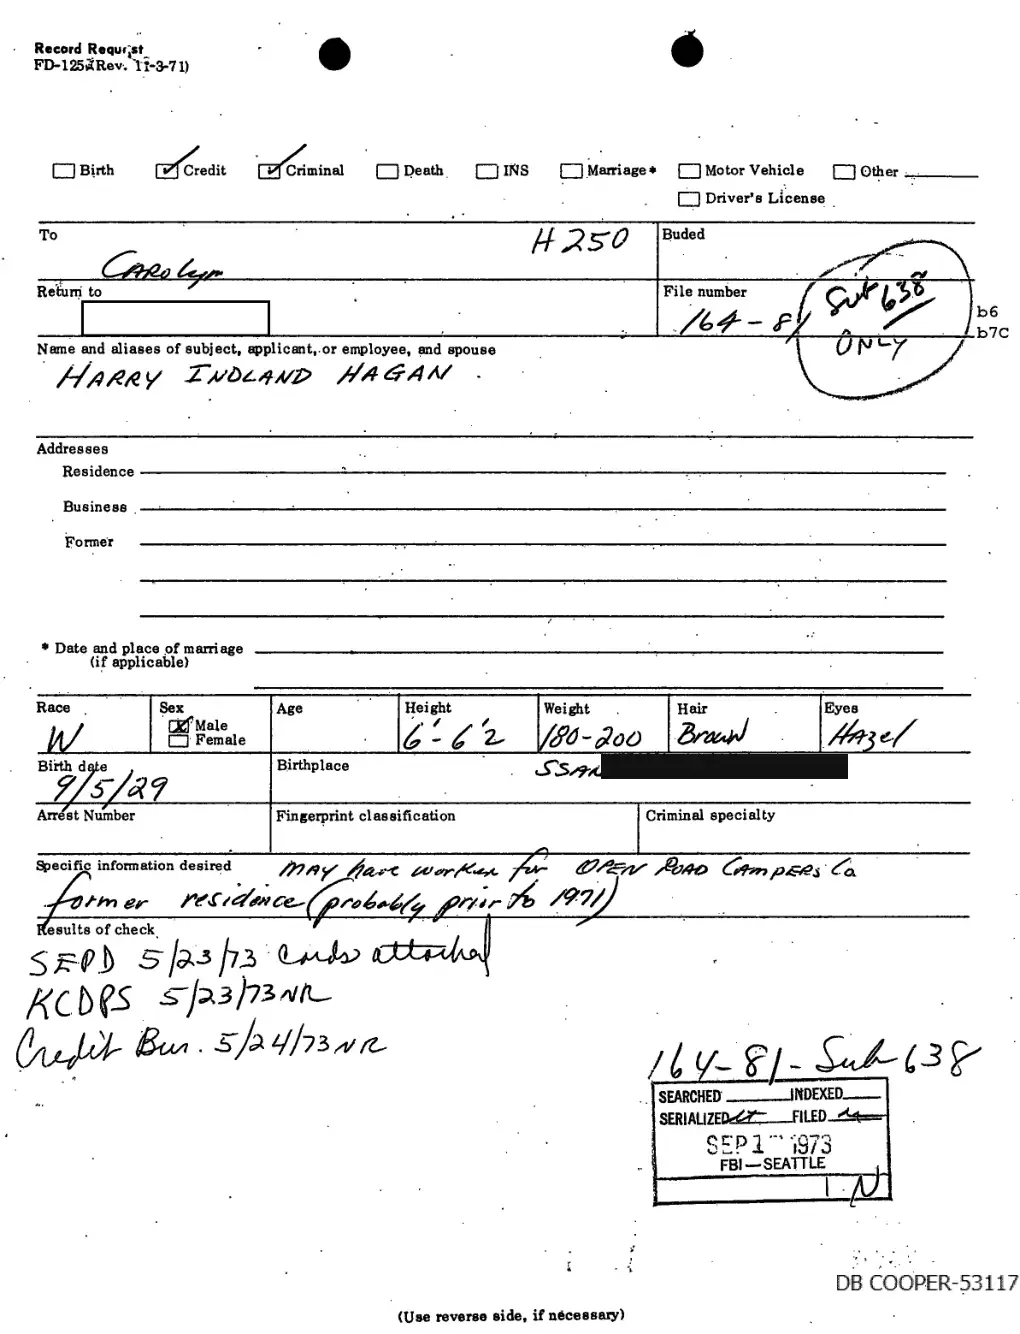 Record Request
FD-125 (Rev. 11-3-71)
Birth Credit Criminal Death INS Marriage* Motor Vehicle Other
Driver's License
To H250 Buded
Carolyn
Return to File number Sub 638 b6
164-81 ONLY b7C
Name and aliases of subject, applicant, or employee, and spouse
HARRY INDLAND HAGAN
Addresses
Residence
Business
Former
* Date and place of marriage
(if applicable)
Race Sex Age Height Weight Hair Eyes
W Male 6'-6'2 180-200 Brown Hazel
Female
Birth date Birthplace
9/5/29
Arrest Number Fingerprint classification Criminal specialty
Specific information desired MAY have worked for OPEN ROAD CAMPERS Co
former residence (probably prior to 1971)
Results of check
SEPD 5/23/73 Cards attached
KCDPS 5/23/73 NR
Credit Bur. 5/24/73 NR
164-81-Sub 638
SEARCHED INDEXED
SERIALIZED FILED
SEP 1 1973
FBI—SEATTLE
DB COOPER-53117
(Use reverse side, if necessary)